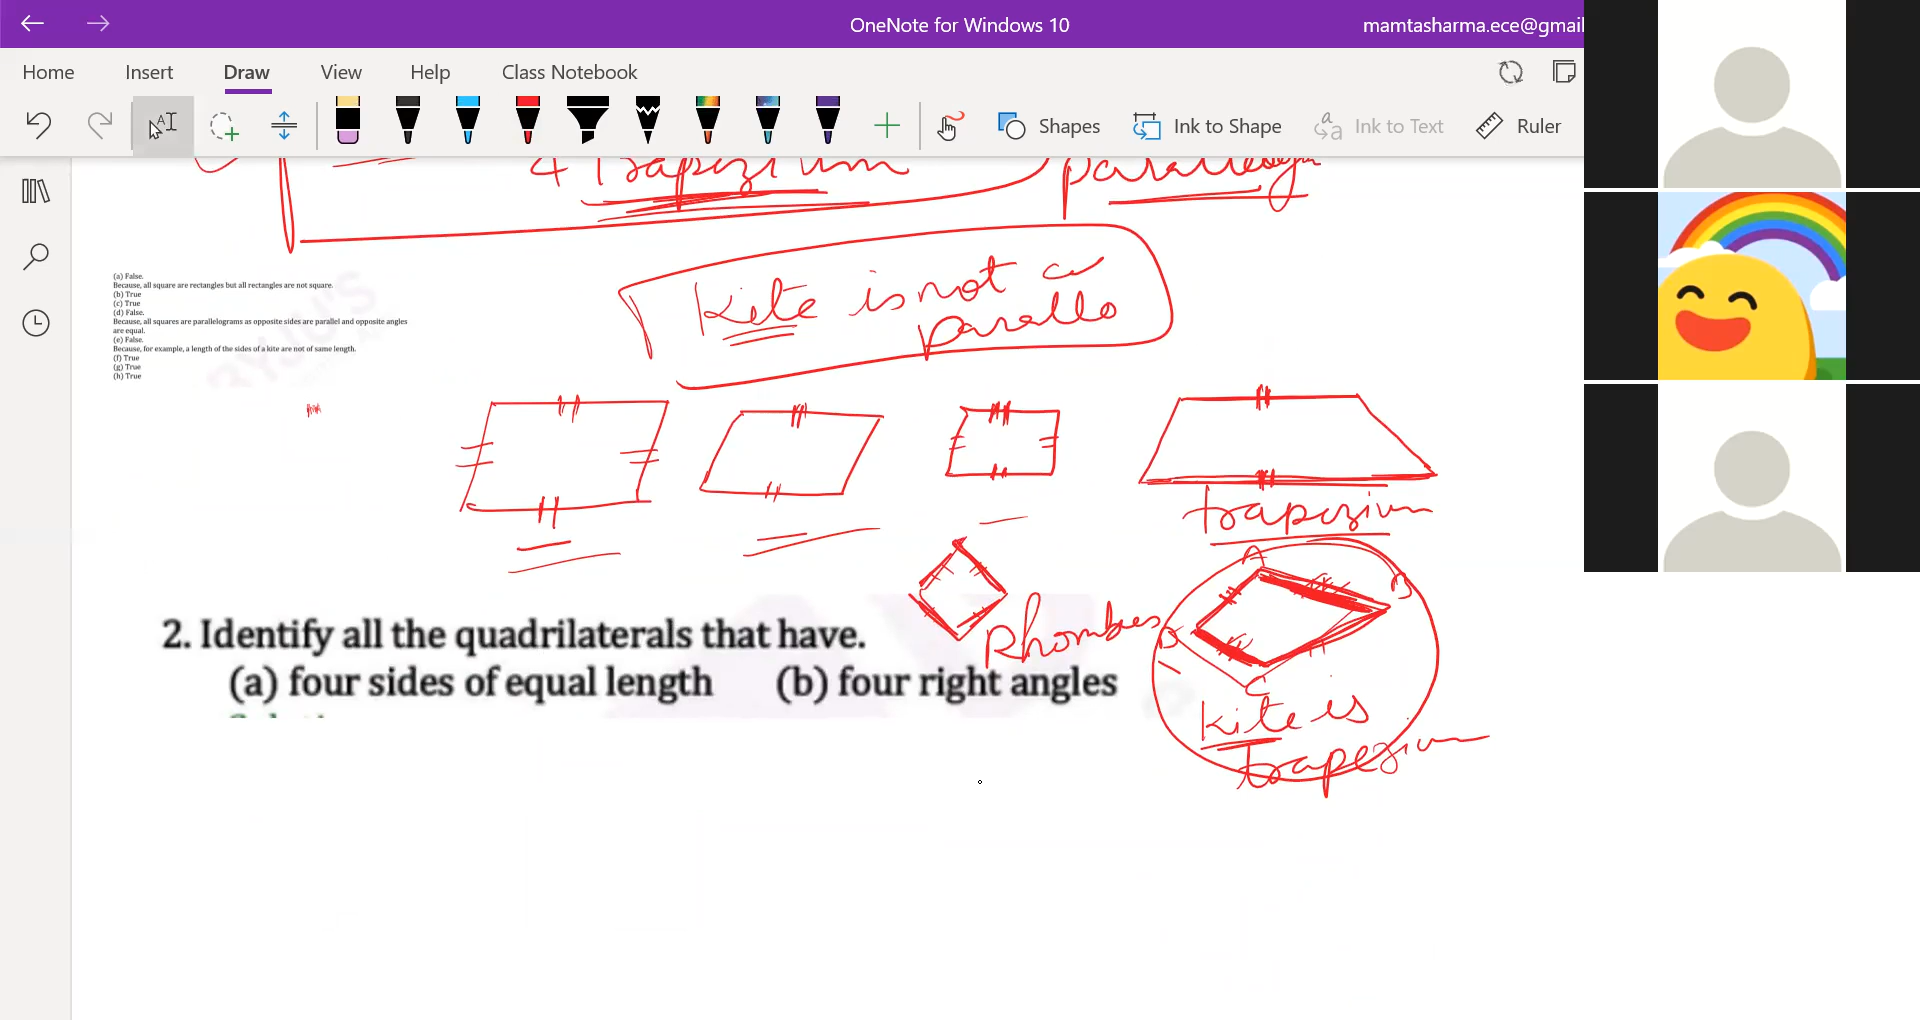 OneNote for Windows 10
mamtasharma.ece@gmail
Home Insert Draw View Help Class Notebook
Shapes Ink to Shape Ink to Text Ruler
4 Trapezium
parallelogram
Kite is not a
parallo
(a) False.
Because, all square are rectangles but all rectangles are not square.
(b) True
(c) True
(d) False.
Because, all squares are parallelograms as opposite sides are parallel and opposite angles
are equal.
(e) False.
Because, for example, a length of the sides of a kite are not of same length.
(f) True
(g) True
(h) True
trapezium
Rhombus
A
B
D
C
Kite is
trapezium
2. Identify all the quadrilaterals that have.
(a) four sides of equal length (b) four right angles